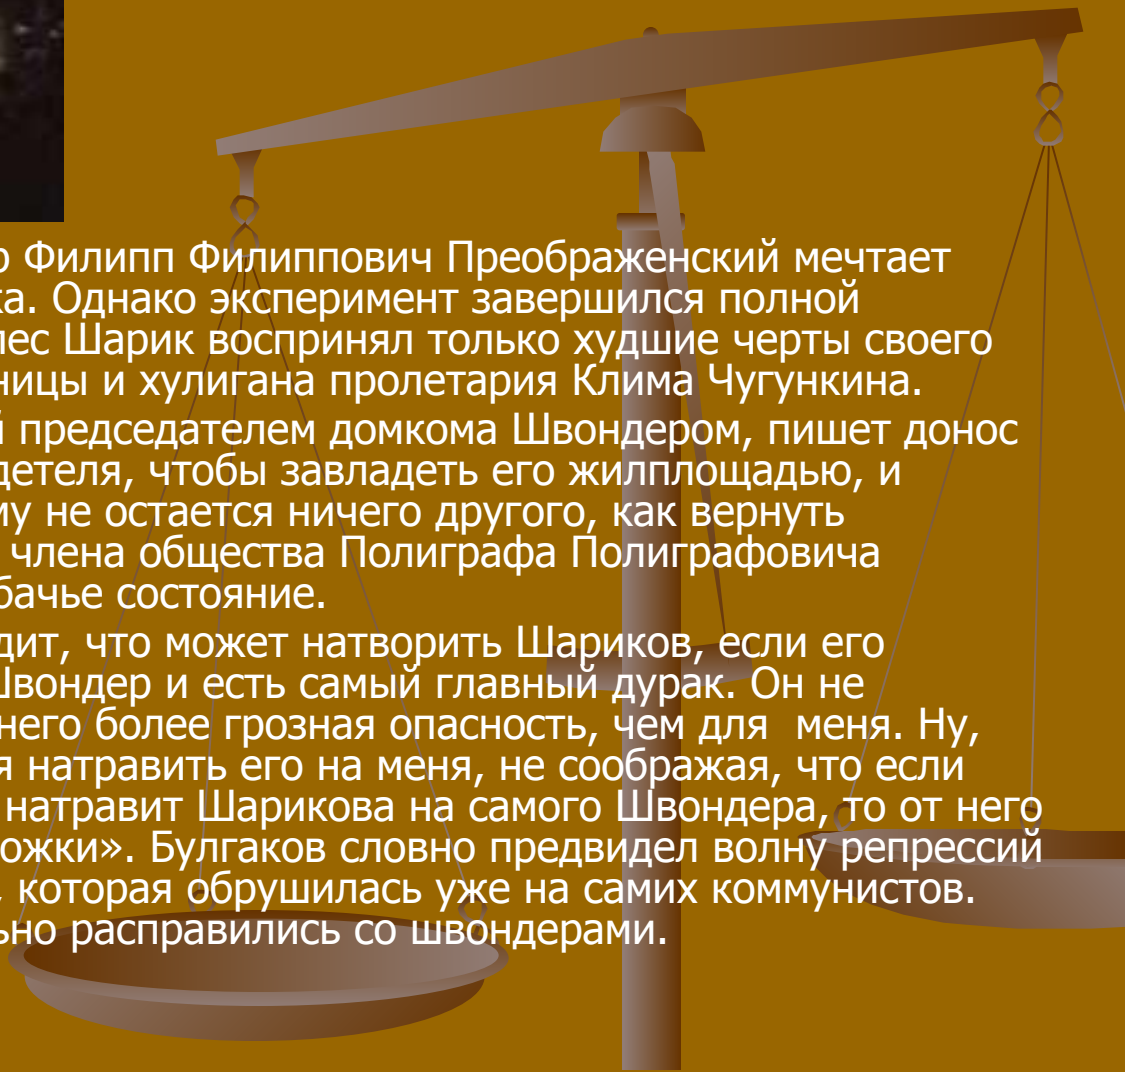 р Филипп Филиппович Преображенский мечтает
ка. Однако эксперимент завершился полной
пес Шарик воспринял только худшие черты своего
ницы и хулигана пролетария Клима Чугункина.
й председателем домкома Швондером, пишет донос
детеля, чтобы завладеть его жилплощадью, и
му не остается ничего другого, как вернуть
члена общества Полиграфа Полиграфовича
бачье состояние.
дит, что может натворить Шариков, если его
Швондер и есть самый главный дурак. Он не
него более грозная опасность, чем для меня. Ну,
я натравить его на меня, не соображая, что если
натравит Шарикова на самого Швондера, то от него
ожки». Булгаков словно предвидел волну репрессий
, которая обрушилась уже на самих коммунистов.
ьно расправились со швондерами.